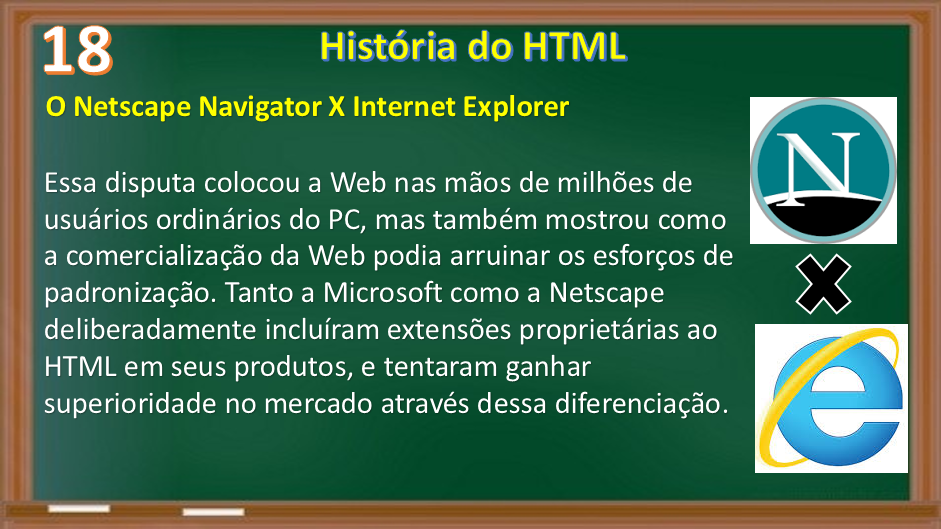 18
História do HTML
O Netscape Navigator X Internet Explorer
Essa disputa colocou a Web nas mãos de milhões de
usuários ordinários do PC, mas também mostrou como
a comercialização da Web podia arruinar os esforços de
padronização. Tanto a Microsoft como a Netscape
deliberadamente incluíram extensões proprietárias ao
HTML em seus produtos, e tentaram ganhar
superioridade no mercado através dessa diferenciação.
N
X
e